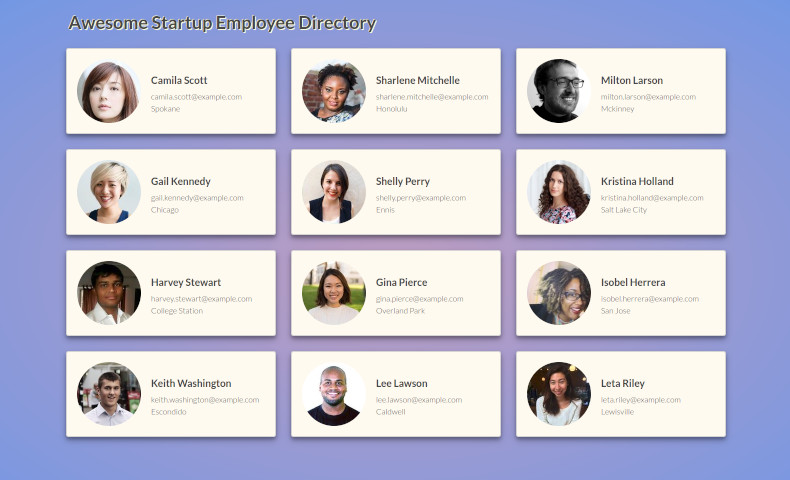 Awesome Startup Employee Directory
Camila Scott
camila.scott@example.com
Spokane
Sharlene Mitchelle
sharlene.mitchelle@example.com
Honolulu
Milton Larson
milton.larson@example.com
Mckinney
Gail Kennedy
gail.kennedy@example.com
Chicago
Shelly Perry
shelly.perry@example.com
Ennis
Kristina Holland
kristina.holland@example.com
Salt Lake City
Harvey Stewart
harvey.stewart@example.com
College Station
Gina Pierce
gina.pierce@example.com
Overland Park
Isobel Herrera
isobel.herrera@example.com
San Jose
Keith Washington
keith.washington@example.com
Escondido
Lee Lawson
lee.lawson@example.com
Caldwell
Leta Riley
leta.riley@example.com
Lewisville